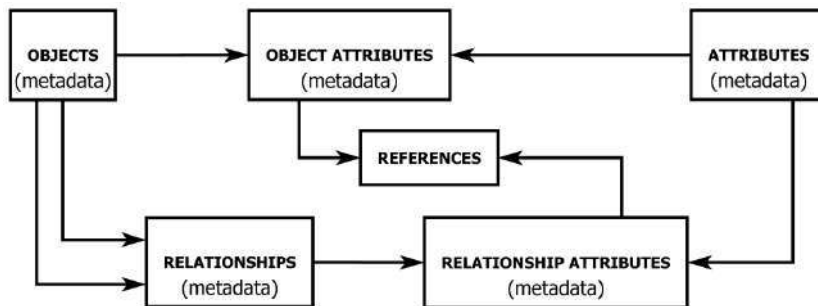 OBJECTS
(metadata)
OBJECT ATTRIBUTES
(metadata)
ATTRIBUTES
(metadata)
REFERENCES
RELATIONSHIPS
(metadata)
RELATIONSHIP ATTRIBUTES
(metadata)